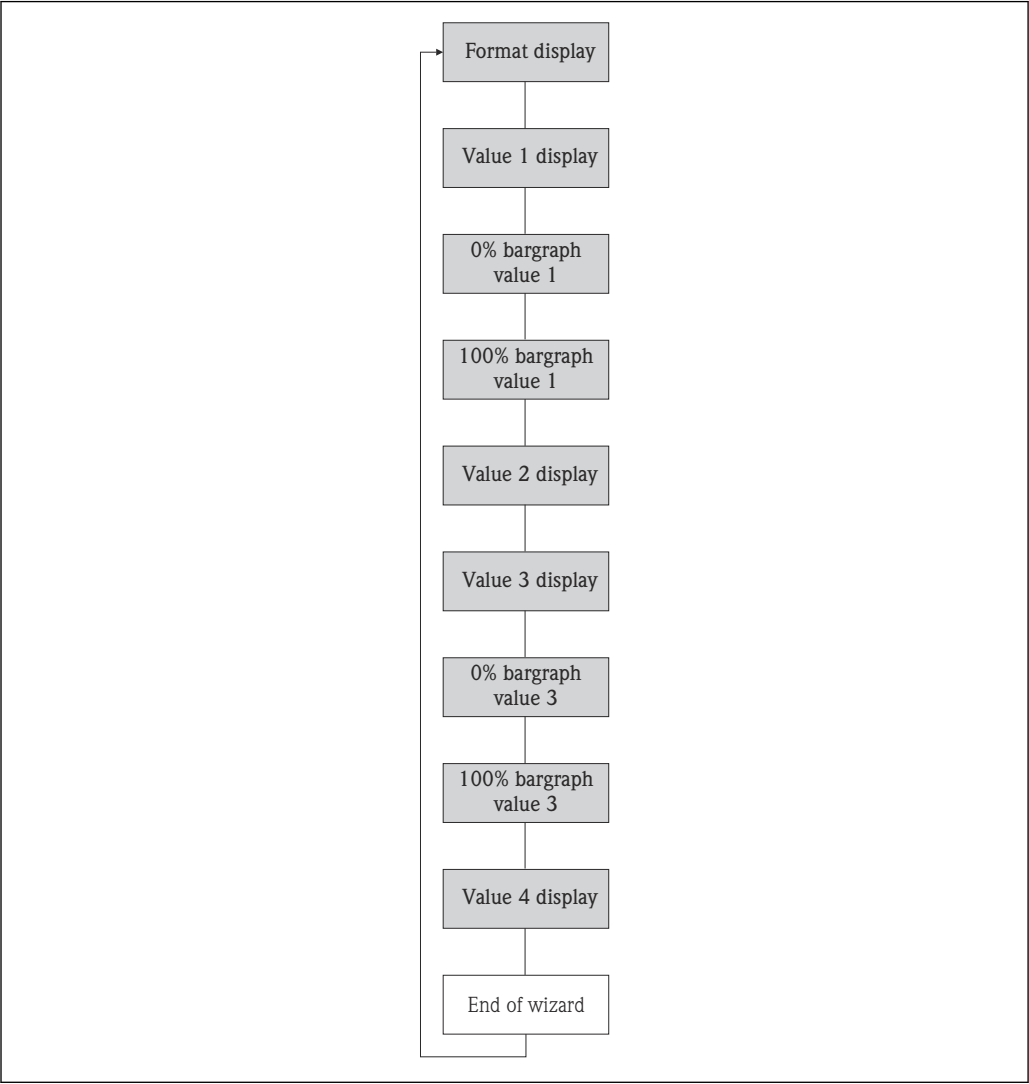 Format display
Value 1 display
0% bargraph
value 1
100% bargraph
value 1
Value 2 display
Value 3 display
0% bargraph
value 3
100% bargraph
value 3
Value 4 display
End of wizard